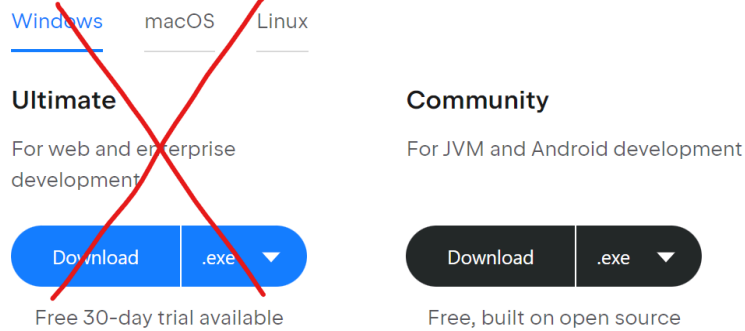 Windows macOS Linux
Ultimate
Community
For web and enterprise
development
For JVM and Android development
Download .exe
Download .exe
Free 30-day trial available
Free, built on open source